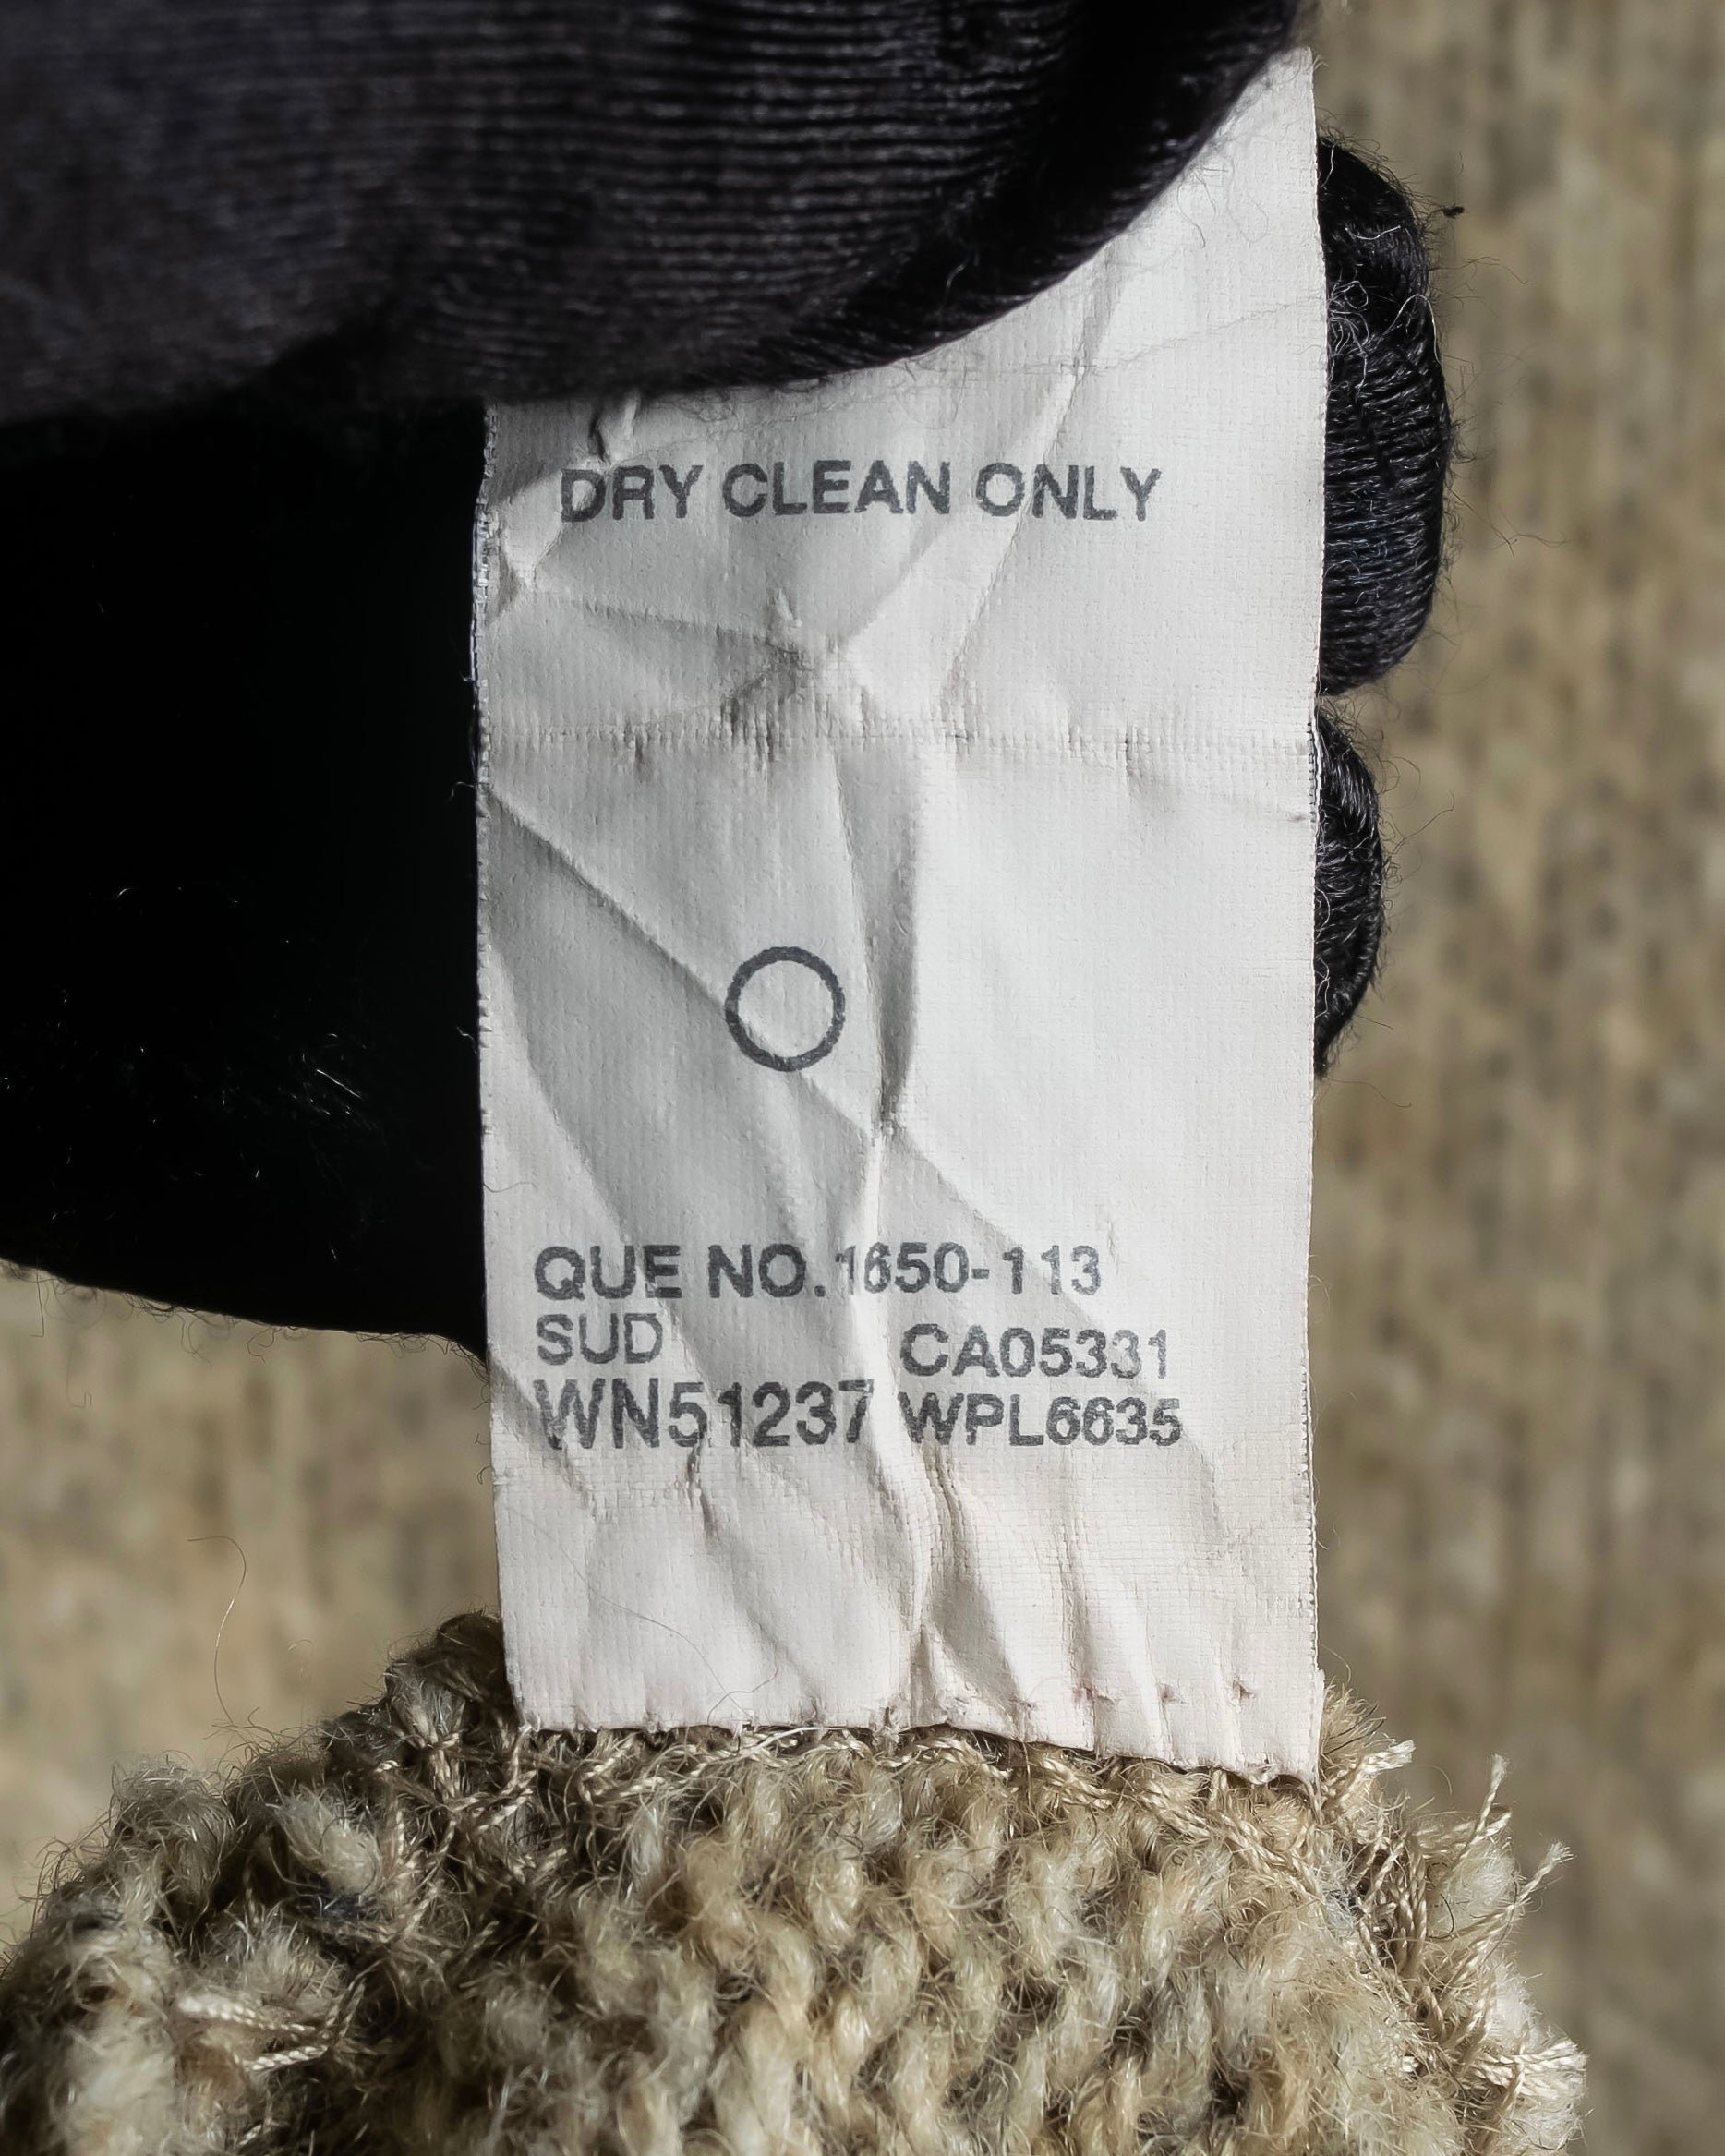 DRY CLEAN ONLY
QUE NO.1650-113
SUD CA05331
WN51237 WPL6635